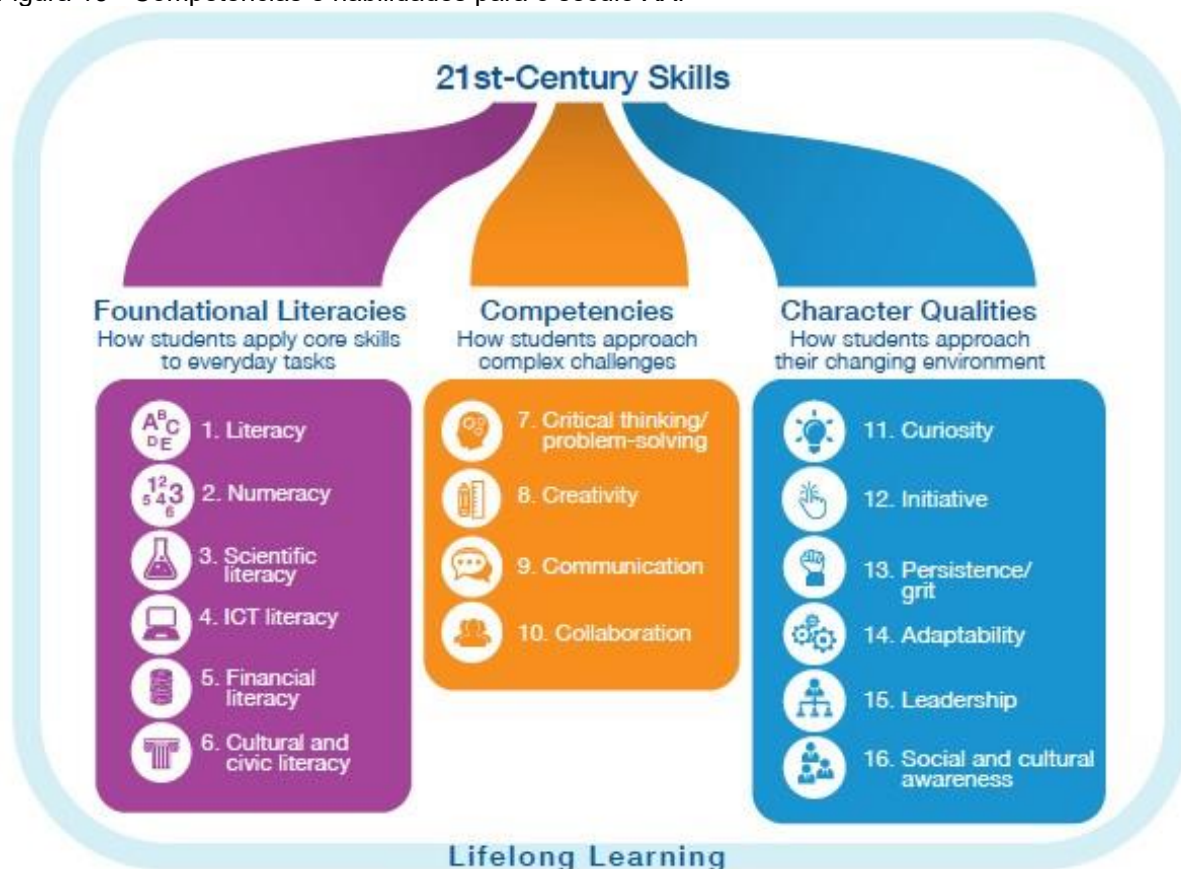 21st-Century Skills
Foundational Literacies
How students apply core skills
to everyday tasks
1. Literacy
2. Numeracy
3. Scientific
literacy
4. ICT literacy
5. Financial
literacy
6. Cultural and
civic literacy
Competencies
How students approach
complex challenges
7. Critical thinking/
problem-solving
8. Creativity
9. Communication
10. Collaboration
Character Qualities
How students approach
their changing environment
11. Curiosity
12. Initiative
13. Persistence/
grit
14. Adaptability
15. Leadership
16. Social and cultural
awareness
Lifelong Learning